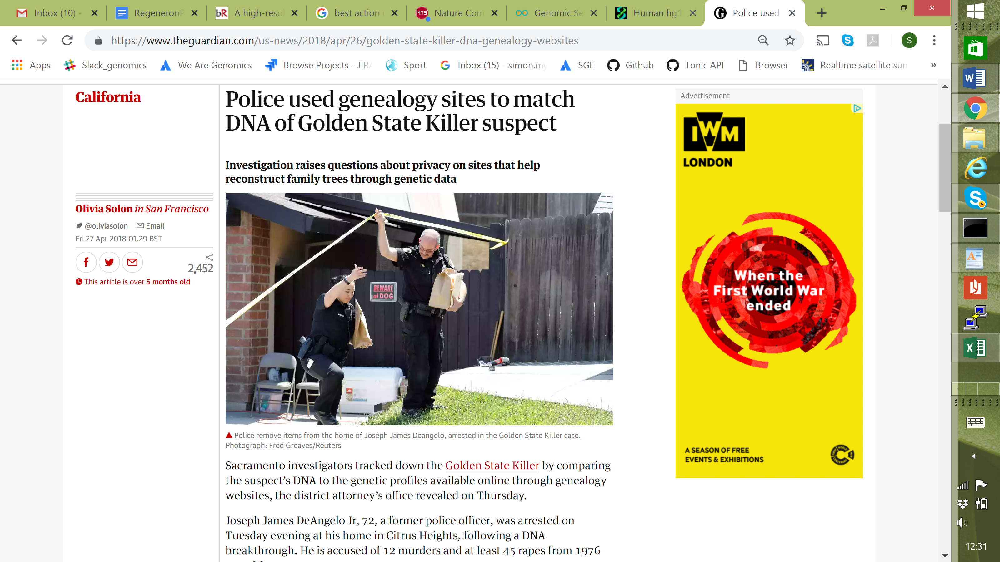 Inbox (10) -
RegeneronP
A high-resol
best action
Nature Com
Genomic Se
Human hg1
Police used
https://www.theguardian.com/us-news/2018/apr/26/golden-state-killer-dna-genealogy-websites
S
Apps
Slack_genomics
We Are Genomics
Browse Projects - JIRA
Sport
Inbox (15) - simon.my
SGE
Github
Tonic API
Browser
Realtime satellite sun
»
California
Police used genealogy sites to match
DNA of Golden State Killer suspect
Investigation raises questions about privacy on sites that help
reconstruct family trees through genetic data
Olivia Solon in San Francisco
@oliviasolon Email
Fri 27 Apr 2018 01.29 BST
2,452
This article is over 5 months old
BEWARE
of DOG
Police remove items from the home of Joseph James Deangelo, arrested in the Golden State Killer case.
Photograph: Fred Greaves/Reuters
Sacramento investigators tracked down the Golden State Killer by comparing
the suspect’s DNA to the genetic profiles available online through genealogy
websites, the district attorney’s office revealed on Thursday.
Joseph James DeAngelo Jr, 72, a former police officer, was arrested on
Tuesday evening at his home in Citrus Heights, following a DNA
breakthrough. He is accused of 12 murders and at least 45 rapes from 1976
Advertisement
IWM
LONDON
When the
First World War
ended
A SEASON OF FREE
EVENTS & EXHIBITIONS
12:31